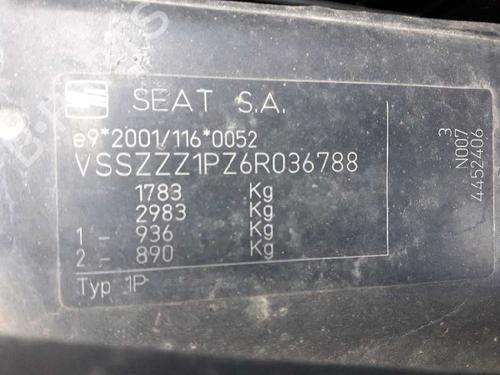 SEAT S.A.
e9*2001/116*0052
VSSZZZ1PZ6R036788
1783 Kg
2983 Kg
1 - 936 Kg
2 - 890 Kg
Typ 1P
3
N007
4452406